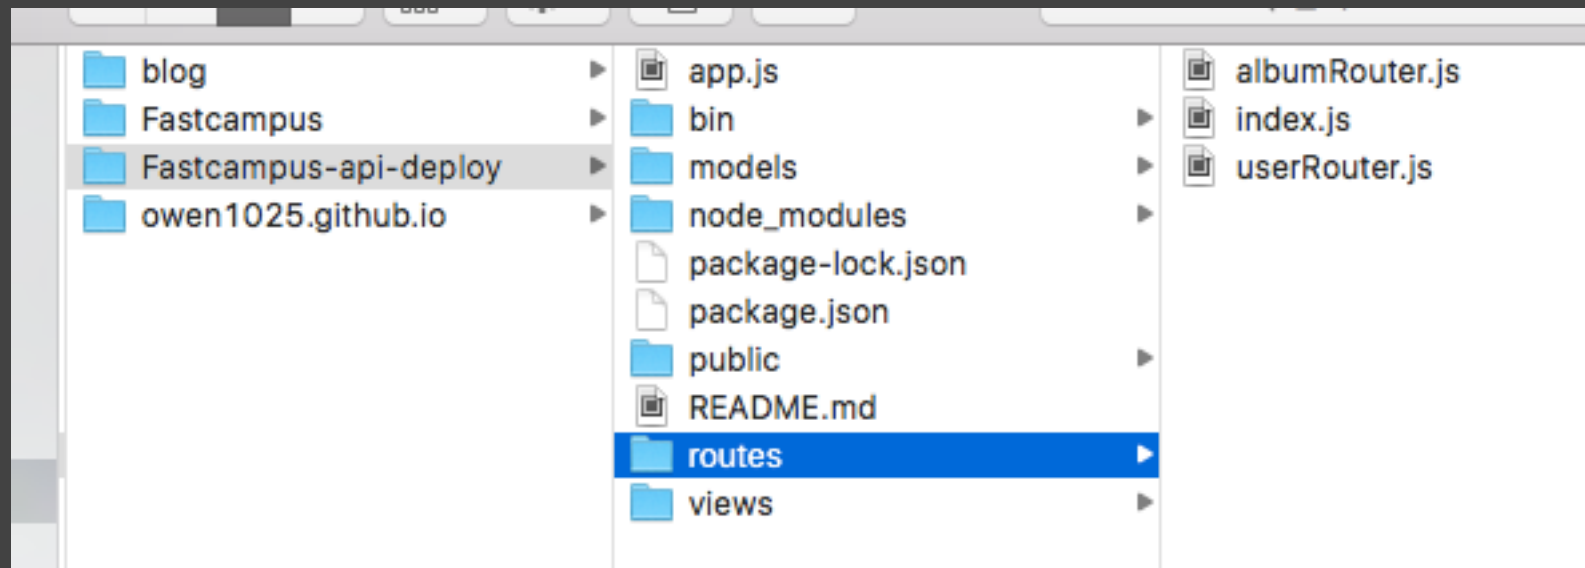 blog
Fastcampus
Fastcampus-api-deploy
owen1025.github.io
app.js
bin
models
node_modules
package-lock.json
package.json
public
README.md
routes
views
albumRouter.js
index.js
userRouter.js